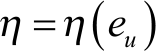 η = η(e_u)